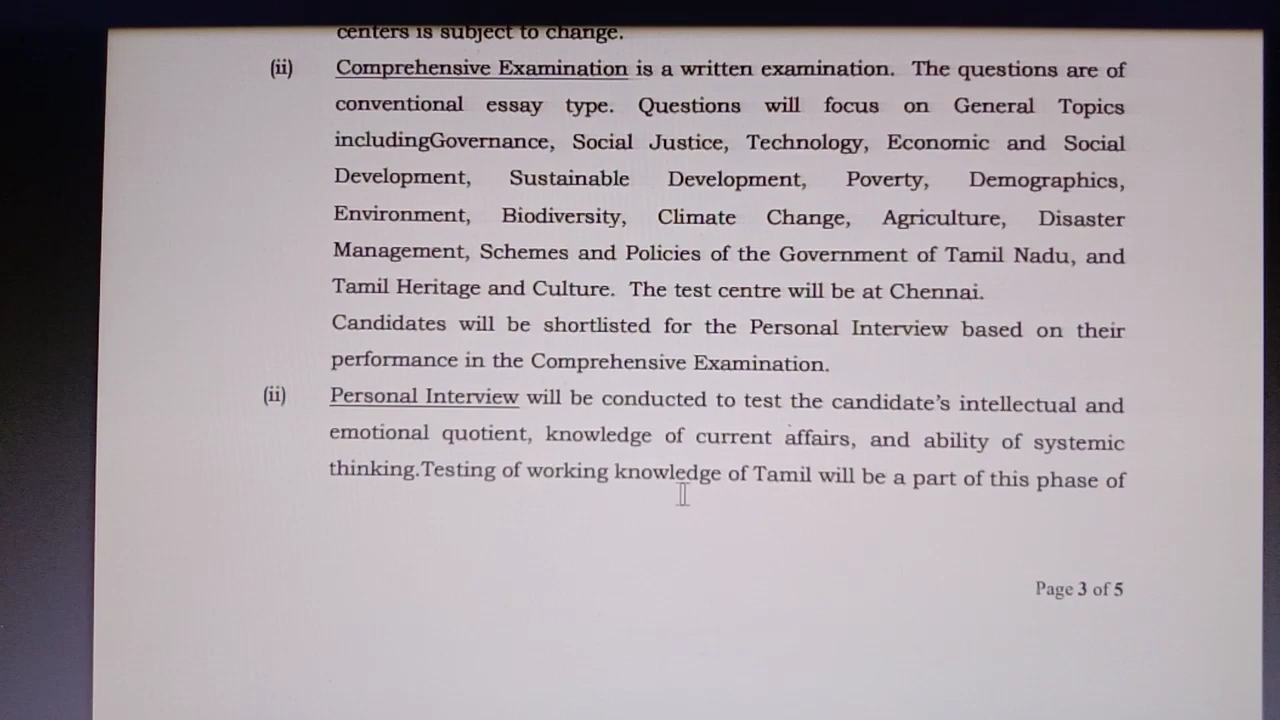 centers is subject to change.
(ii) Comprehensive Examination is a written examination. The questions are of
conventional essay type. Questions will focus on General Topics
includingGovernance, Social Justice, Technology, Economic and Social
Development, Sustainable Development, Poverty, Demographics,
Environment, Biodiversity, Climate Change, Agriculture, Disaster
Management, Schemes and Policies of the Government of Tamil Nadu, and
Tamil Heritage and Culture. The test centre will be at Chennai.
Candidates will be shortlisted for the Personal Interview based on their
performance in the Comprehensive Examination.
(ii) Personal Interview will be conducted to test the candidate's intellectual and
emotional quotient, knowledge of current affairs, and ability of systemic
thinking.Testing of working knowledge of Tamil will be a part of this phase of
Page 3 of 5